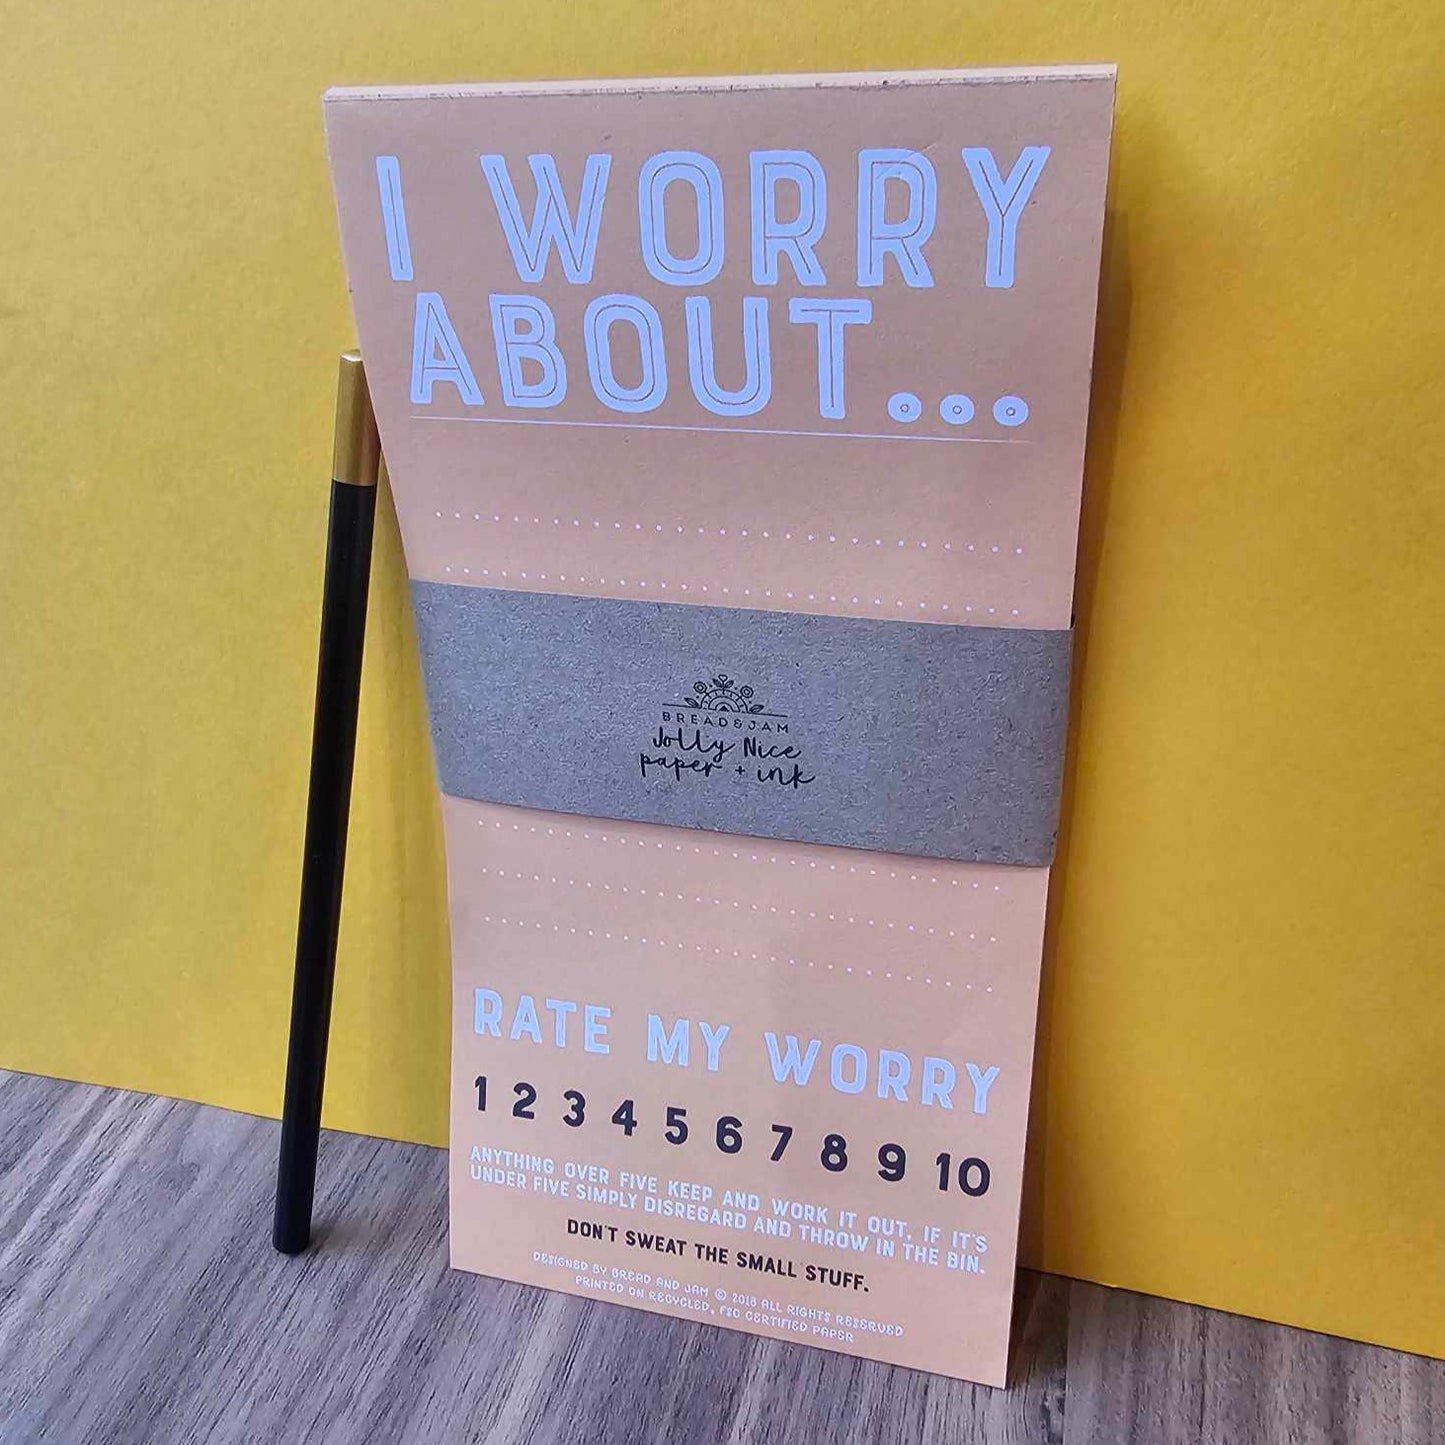 I WORRY
ABOUT...
BREAD&JAM
Jolly Nice
paper + ink
RATE MY WORRY
1 2 3 4 5 6 7 8 9 10
ANYTHING OVER FIVE KEEP AND WORK IT OUT, IF IT'S
UNDER FIVE SIMPLY DISREGARD AND THROW IN THE BIN.
DON'T SWEAT THE SMALL STUFF.
DESIGNED BY BREAD AND JAM © 2018 ALL RIGHTS RESERVED
PRINTED ON RECYCLED, FSC CERTIFIED PAPER